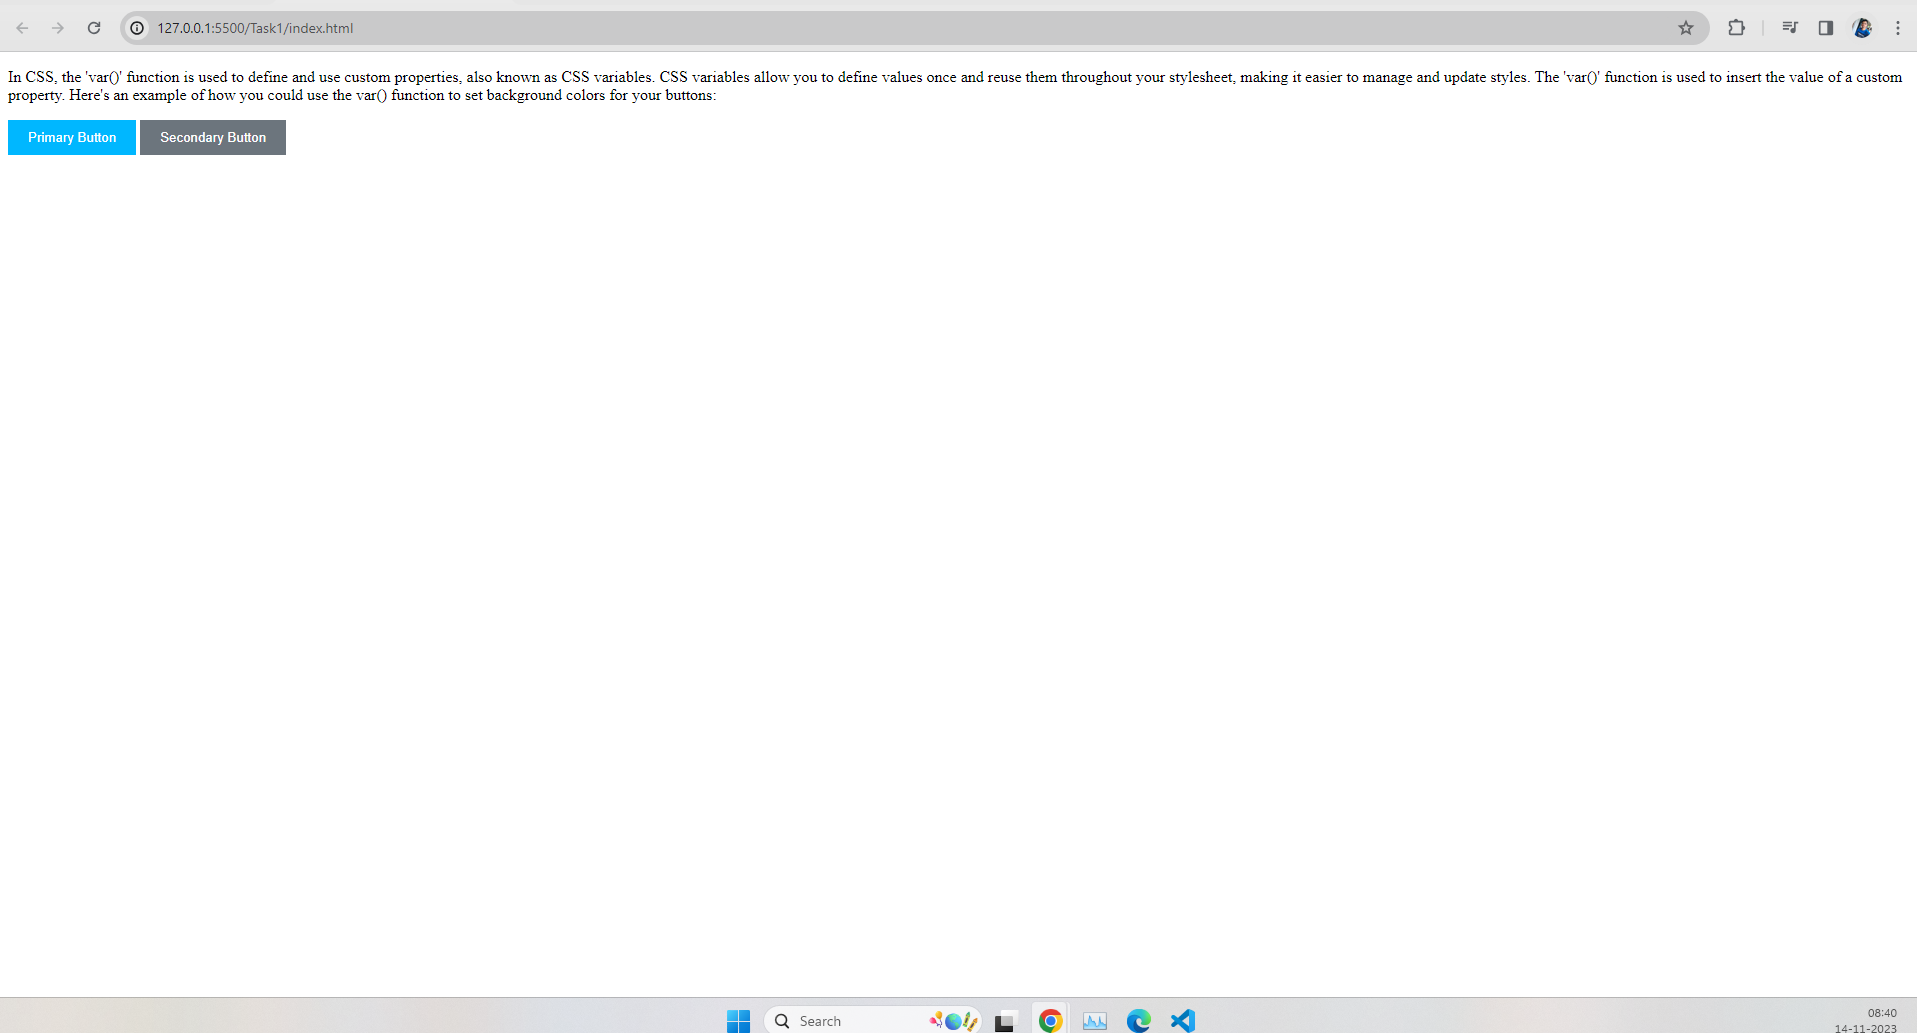 127.0.0.1:5500/Task1/index.html
In CSS, the 'var()' function is used to define and use custom properties, also known as CSS variables. CSS variables allow you to define values once and reuse them throughout your stylesheet, making it easier to manage and update styles. The 'var()' function is used to insert the value of a custom
property. Here's an example of how you could use the var() function to set background colors for your buttons:
Primary Button Secondary Button
Search
08:40
14-11-2023